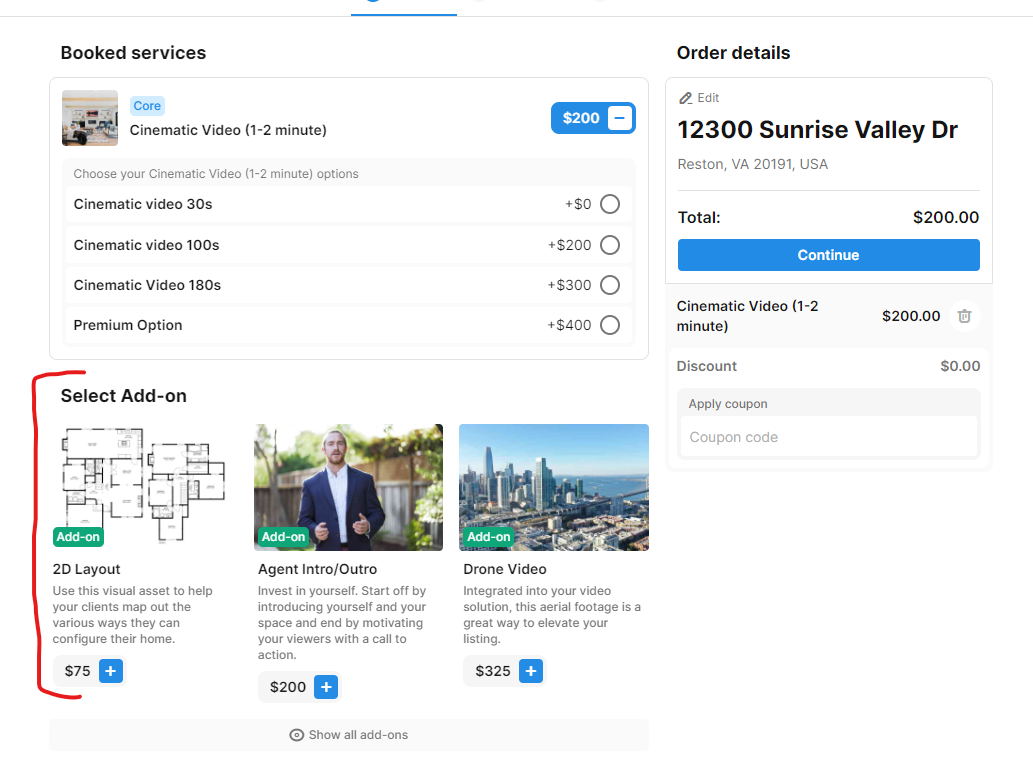 Booked services
Core
Cinematic Video (1-2 minute)
$200
Choose your Cinematic Video (1-2 minute) options
Cinematic video 30s
+$0
Cinematic video 100s
+$200
Cinematic Video 180s
+$300
Premium Option
+$400
Select Add-on
Add-on
2D Layout
Use this visual asset to help
your clients map out the
various ways they can
configure their home.
$75
Add-on
Agent Intro/Outro
Invest in yourself. Start off by
introducing yourself and your
space and end by motivating
your viewers with a call to
action.
$200
Add-on
Drone Video
Integrated into your video
solution, this aerial footage is a
great way to elevate your
listing.
$325
Show all add-ons
Order details
Edit
12300 Sunrise Valley Dr
Reston, VA 20191, USA
Total:
$200.00
Continue
Cinematic Video (1-2
minute)
$200.00
Discount
$0.00
Apply coupon
Coupon code